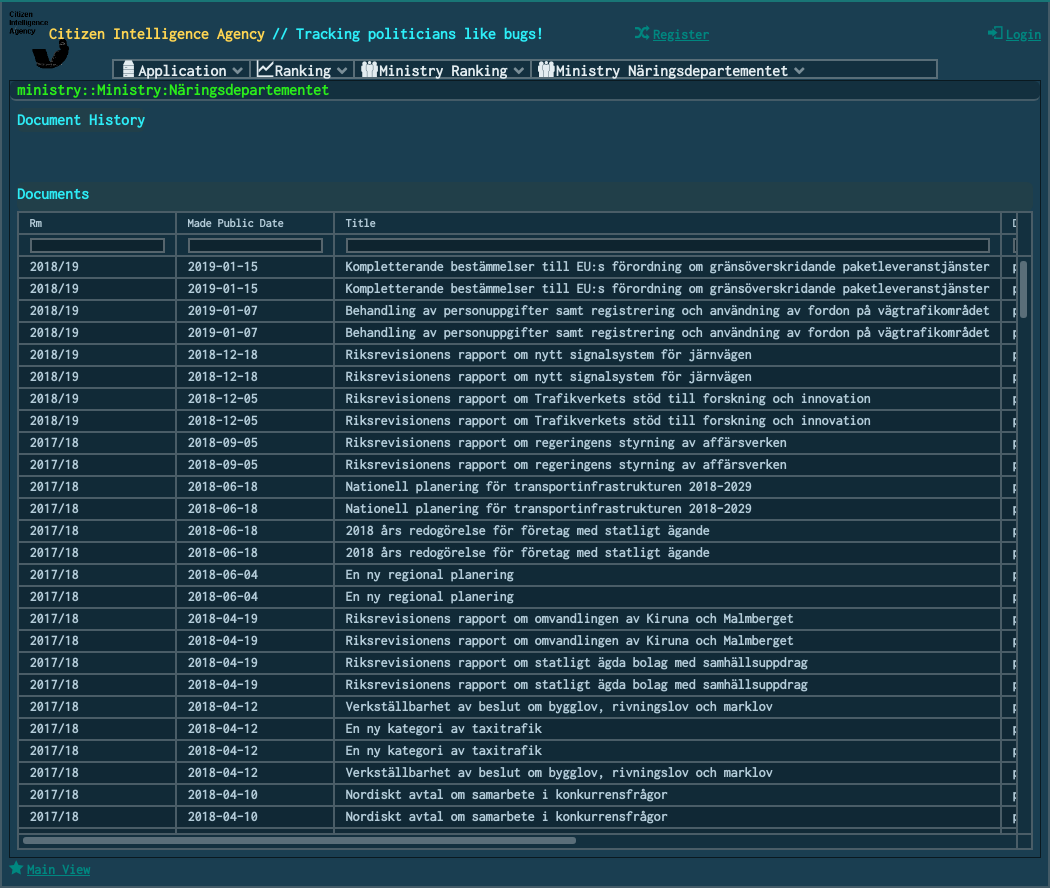 Citizen
Intelligence
Agency
Citizen Intelligence Agency // Tracking politicians like bugs!
Register
Login
Application Ranking Ministry Ranking Ministry Näringsdepartementet
ministry::Ministry:Näringsdepartementet
Document History
Documents
Rm Made Public Date Title
2018/19 2019-01-15 Kompletterande bestämmelser till EU:s förordning om gränsöverskridande paketleveranstjänster
2018/19 2019-01-15 Kompletterande bestämmelser till EU:s förordning om gränsöverskridande paketleveranstjänster
2018/19 2019-01-07 Behandling av personuppgifter samt registrering och användning av fordon på vägtrafikområdet
2018/19 2019-01-07 Behandling av personuppgifter samt registrering och användning av fordon på vägtrafikområdet
2018/19 2018-12-18 Riksrevisionens rapport om nytt signalsystem för järnvägen
2018/19 2018-12-18 Riksrevisionens rapport om nytt signalsystem för järnvägen
2018/19 2018-12-05 Riksrevisionens rapport om Trafikverkets stöd till forskning och innovation
2018/19 2018-12-05 Riksrevisionens rapport om Trafikverkets stöd till forskning och innovation
2017/18 2018-09-05 Riksrevisionens rapport om regeringens styrning av affärsverken
2017/18 2018-09-05 Riksrevisionens rapport om regeringens styrning av affärsverken
2017/18 2018-06-18 Nationell planering för transportinfrastrukturen 2018-2029
2017/18 2018-06-18 Nationell planering för transportinfrastrukturen 2018-2029
2017/18 2018-06-18 2018 års redogörelse för företag med statligt ägande
2017/18 2018-06-18 2018 års redogörelse för företag med statligt ägande
2017/18 2018-06-04 En ny regional planering
2017/18 2018-06-04 En ny regional planering
2017/18 2018-04-19 Riksrevisionens rapport om omvandlingen av Kiruna och Malmberget
2017/18 2018-04-19 Riksrevisionens rapport om omvandlingen av Kiruna och Malmberget
2017/18 2018-04-19 Riksrevisionens rapport om statligt ägda bolag med samhällsuppdrag
2017/18 2018-04-19 Riksrevisionens rapport om statligt ägda bolag med samhällsuppdrag
2017/18 2018-04-12 Verkställbarhet av beslut om bygglov, rivningslov och marklov
2017/18 2018-04-12 En ny kategori av taxitrafik
2017/18 2018-04-12 En ny kategori av taxitrafik
2017/18 2018-04-12 Verkställbarhet av beslut om bygglov, rivningslov och marklov
2017/18 2018-04-10 Nordiskt avtal om samarbete i konkurrensfrågor
2017/18 2018-04-10 Nordiskt avtal om samarbete i konkurrensfrågor
Main View